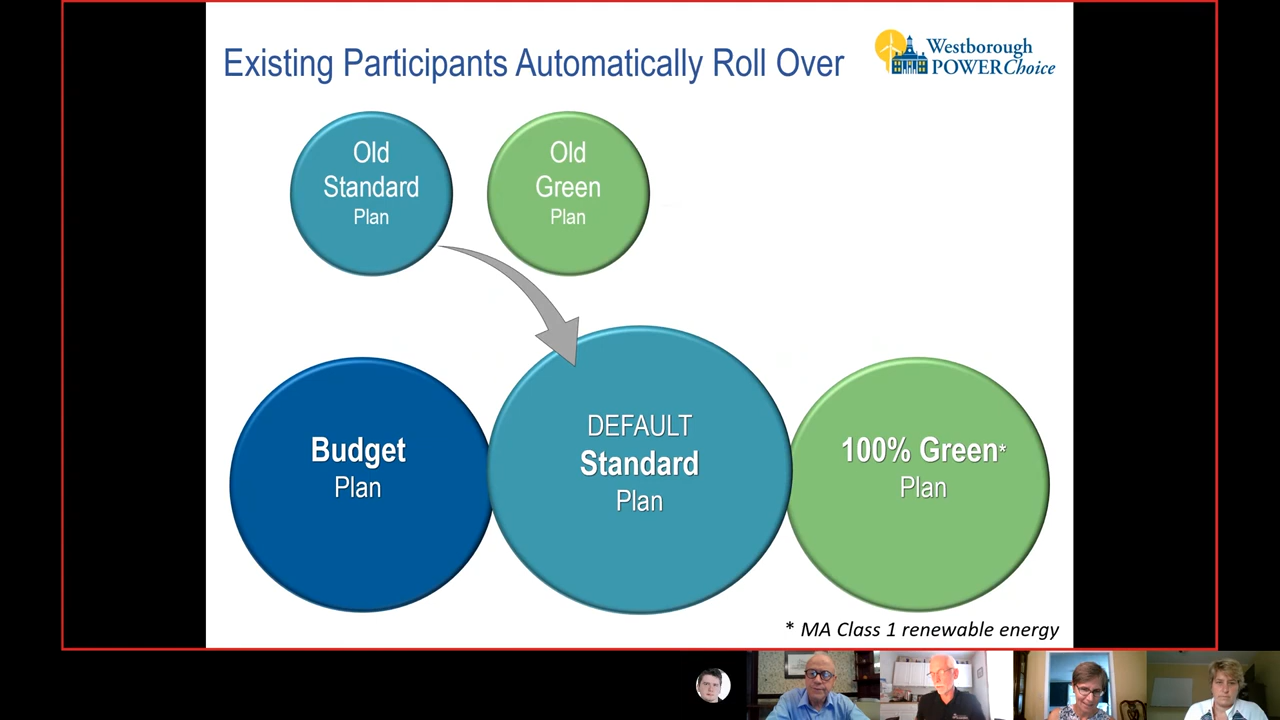 Existing Participants Automatically Roll Over
Westborough
POWERChoice
Old
Standard
Plan
Old
Green
Plan
Budget
Plan
DEFAULT
Standard
Plan
100% Green*
Plan
* MA Class 1 renewable energy